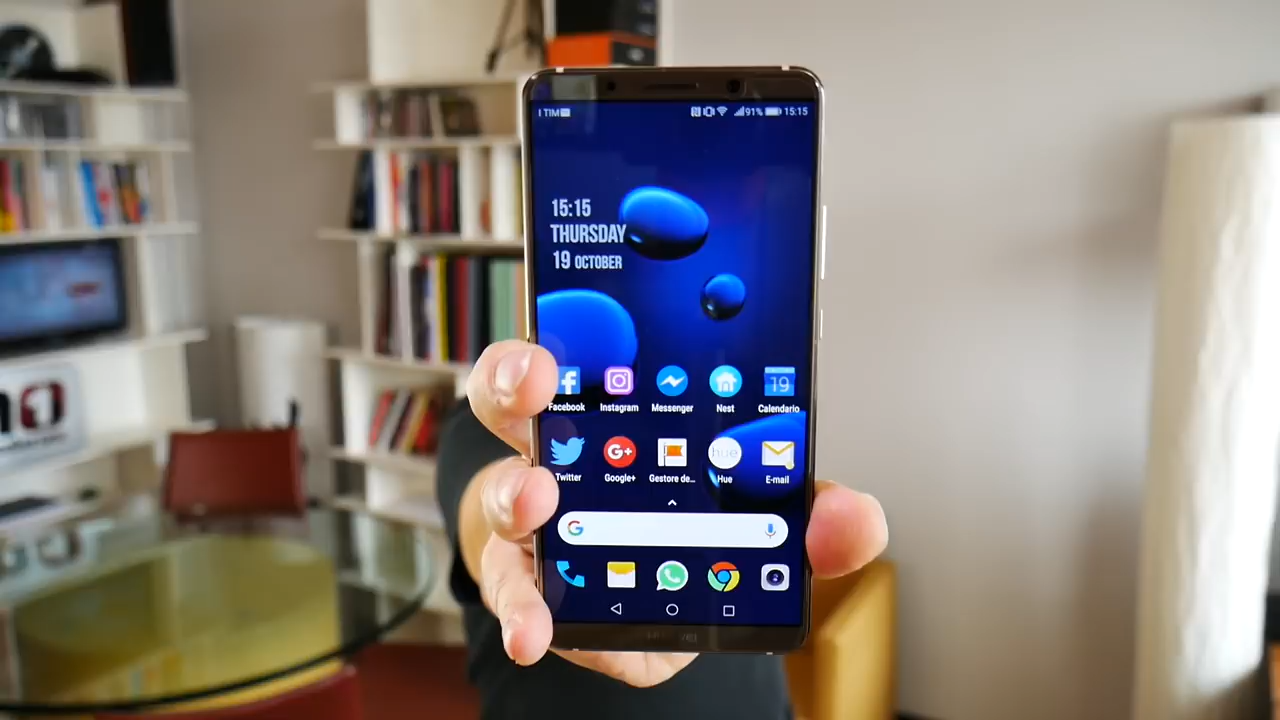 I TIM
91% 15:15
15:15
THURSDAY
19 OCTOBER
Facebook Instagram Messenger Nest Calendario
19
Twitter Google+ Gestore de... Hue E-mail
G+
hue
G
HUAWEI